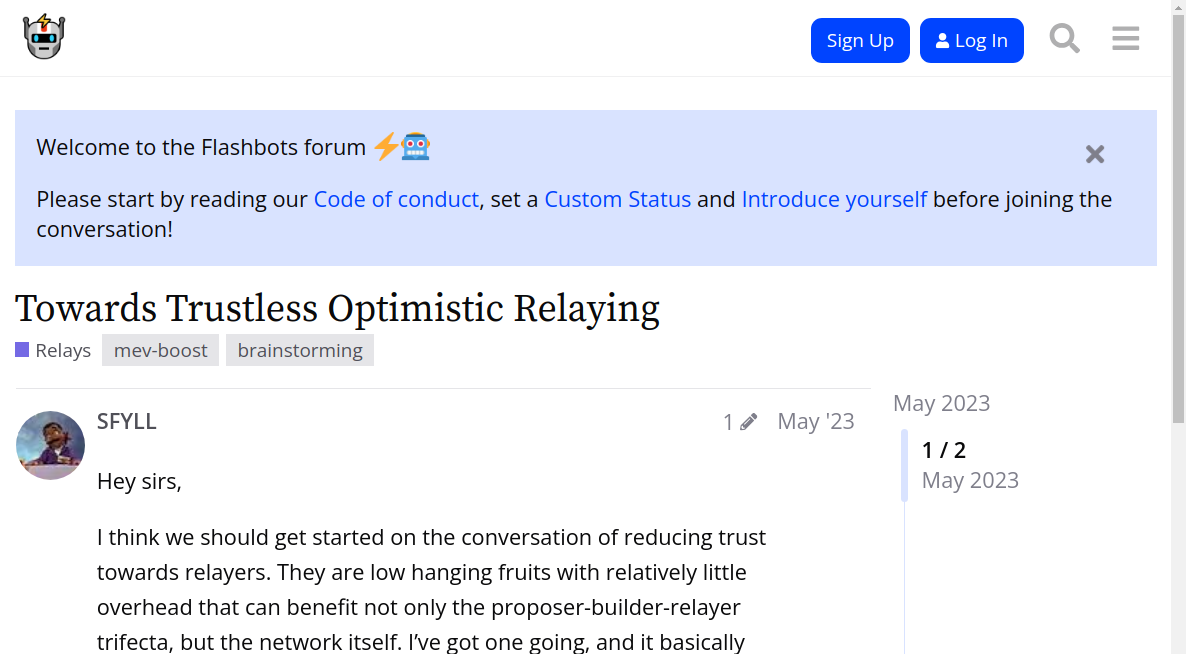 Sign Up
Log In
Welcome to the Flashbots forum
Please start by reading our Code of conduct, set a Custom Status and Introduce yourself before joining the
conversation!
Towards Trustless Optimistic Relaying
Relays mev-boost brainstorming
May 2023
SFYLL 1 May '23
1 / 2
May 2023
Hey sirs,
I think we should get started on the conversation of reducing trust
towards relayers. They are low hanging fruits with relatively little
overhead that can benefit not only the proposer-builder-relayer
trifecta, but the network itself. I’ve got one going, and it basically